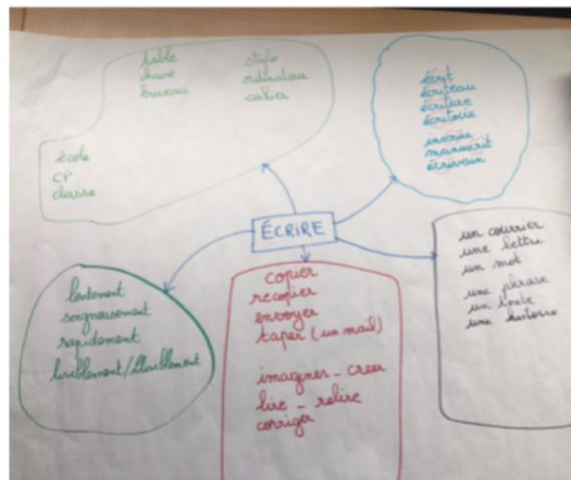 table
chaise
bureau
stylo
ordinateur
cahier
école
CP
classe
écrit
écriteau
écriture
écritoire
inscrire
manuscrit
écrivain
ÉCRIRE
un courrier
une lettre
un mot
une phrase
un texte
une histoire
lentement
soigneusement
rapidement
lisiblement/illisiblement
copier
recopier
envoyer
taper (un mail)
imaginer - créer
lire - relire
corriger